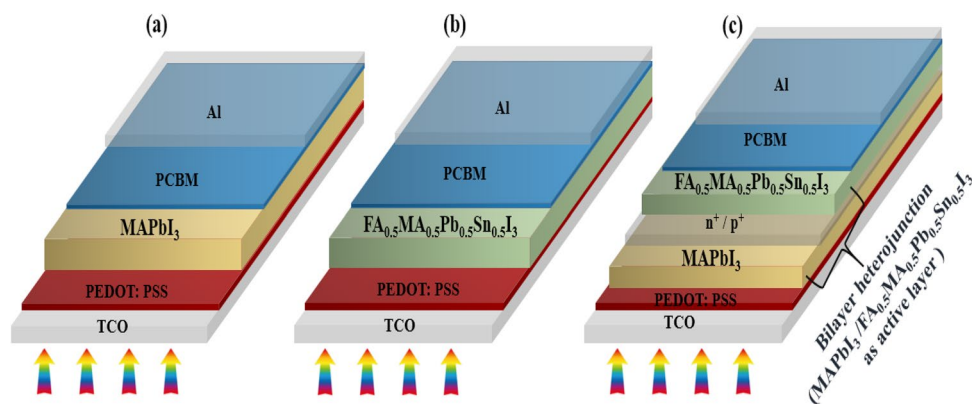 (a)
Al
PCBM
MAPbI₃
PEDOT: PSS
TCO
(b)
Al
PCBM
FA₀.₅MA₀.₅Pb₀.₅Sn₀.₅I₃
PEDOT: PSS
TCO
(c)
Al
PCBM
FA₀.₅MA₀.₅Pb₀.₅Sn₀.₅I₃
n⁺ / p⁺
MAPbI₃
PEDOT: PSS
TCO
Bilayer heterojunction
(MAPbI₃/FA₀.₅MA₀.₅Pb₀.₅Sn₀.₅I₃
as active layer )